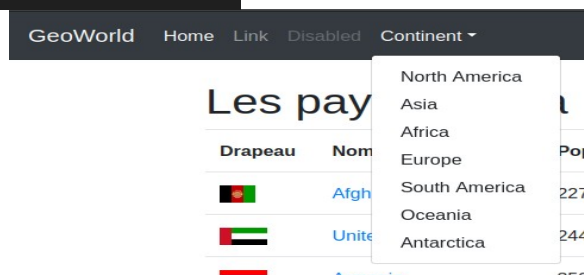 GeoWorld Home Link Disabled Continent
North America
Asia
Africa
Europe
South America
Oceania
Antarctica
Les pay
Drapeau Nom Pop
Afgh 227
Unite 244